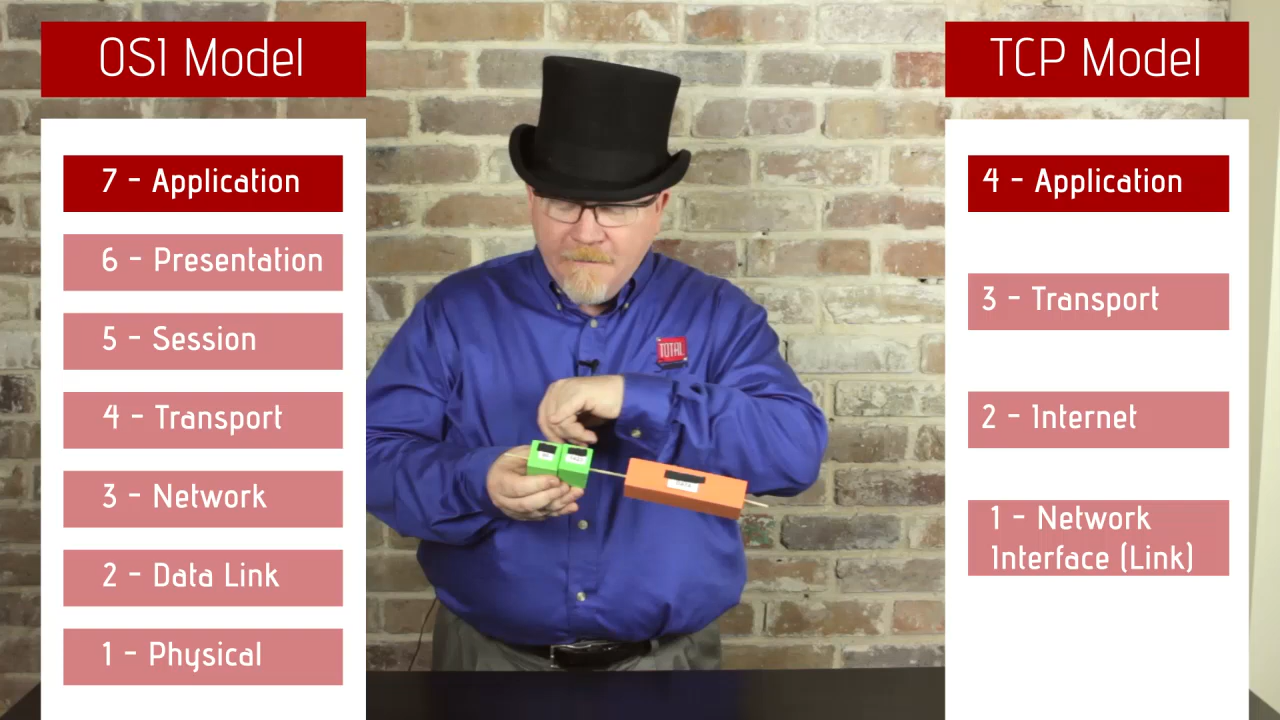 OSI Model
7 - Application
6 - Presentation
5 - Session
4 - Transport
3 - Network
2 - Data Link
1 - Physical
TOTAL
TCP Model
4 - Application
3 - Transport
2 - Internet
1 - Network
Interface (Link)